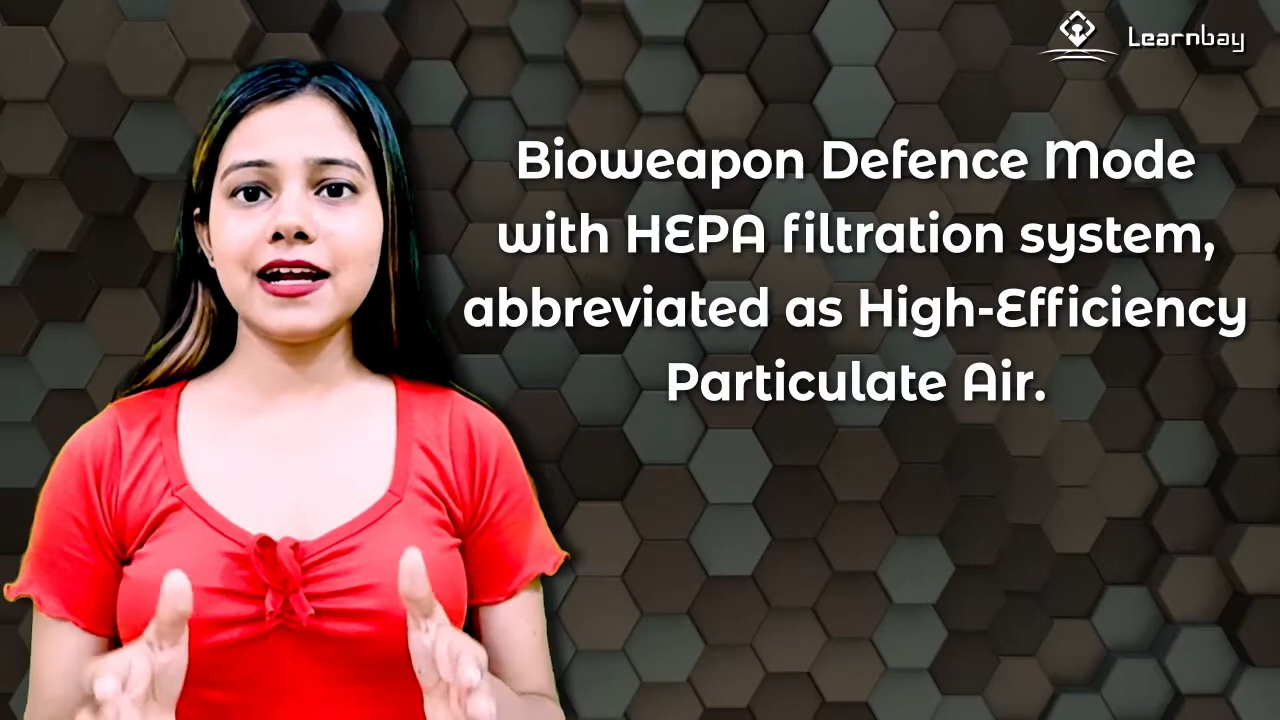 Learnbay
Bioweapon Defence Mode
with HEPA filtration system,
abbreviated as High-Efficiency
Particulate Air.